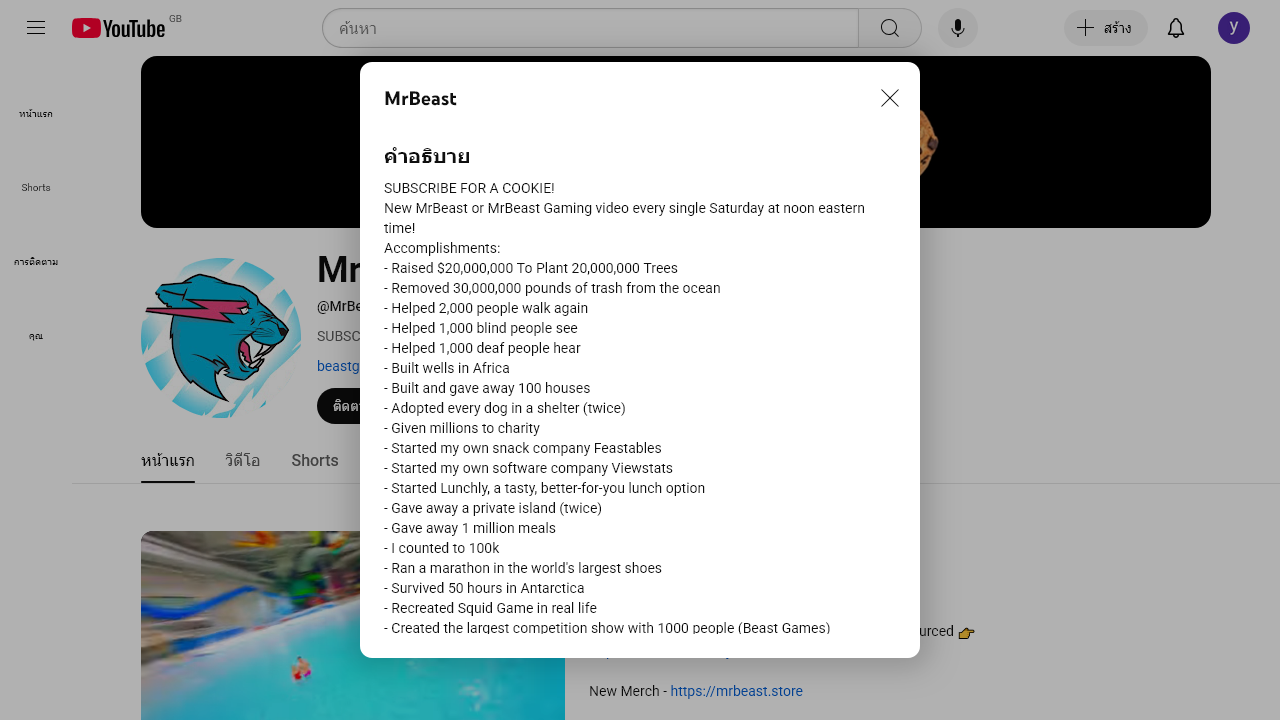 YouTube GB
ค้นหา
สร้าง
y
หน้าแรก
Shorts
การติดตาม
คุณ
MrBeast
คำอธิบาย
SUBSCRIBE FOR A COOKIE!
New MrBeast or MrBeast Gaming video every single Saturday at noon eastern
time!
Accomplishments:
- Raised $20,000,000 To Plant 20,000,000 Trees
- Removed 30,000,000 pounds of trash from the ocean
- Helped 2,000 people walk again
- Helped 1,000 blind people see
- Helped 1,000 deaf people hear
- Built wells in Africa
- Built and gave away 100 houses
- Adopted every dog in a shelter (twice)
- Given millions to charity
- Started my own snack company Feastables
- Started my own software company Viewstats
- Started Lunchly, a tasty, better-for-you lunch option
- Gave away a private island (twice)
- Gave away 1 million meals
- I counted to 100k
- Ran a marathon in the world's largest shoes
- Survived 50 hours in Antarctica
- Recreated Squid Game in real life
- Created the largest competition show with 1000 people (Beast Games)
หน้าแรก
วิดีโอ
Shorts
New Merch - https://mrbeast.store